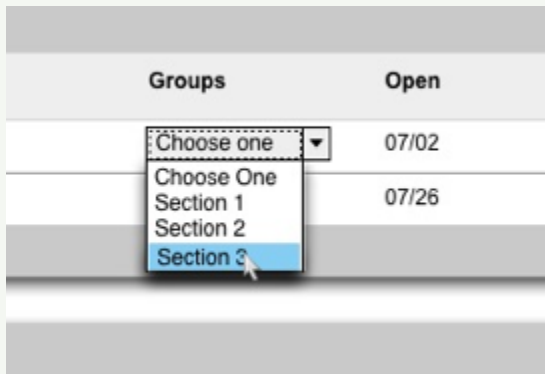 Groups Open
Choose one 07/02
Choose One
Section 1 07/26
Section 2
Section 3